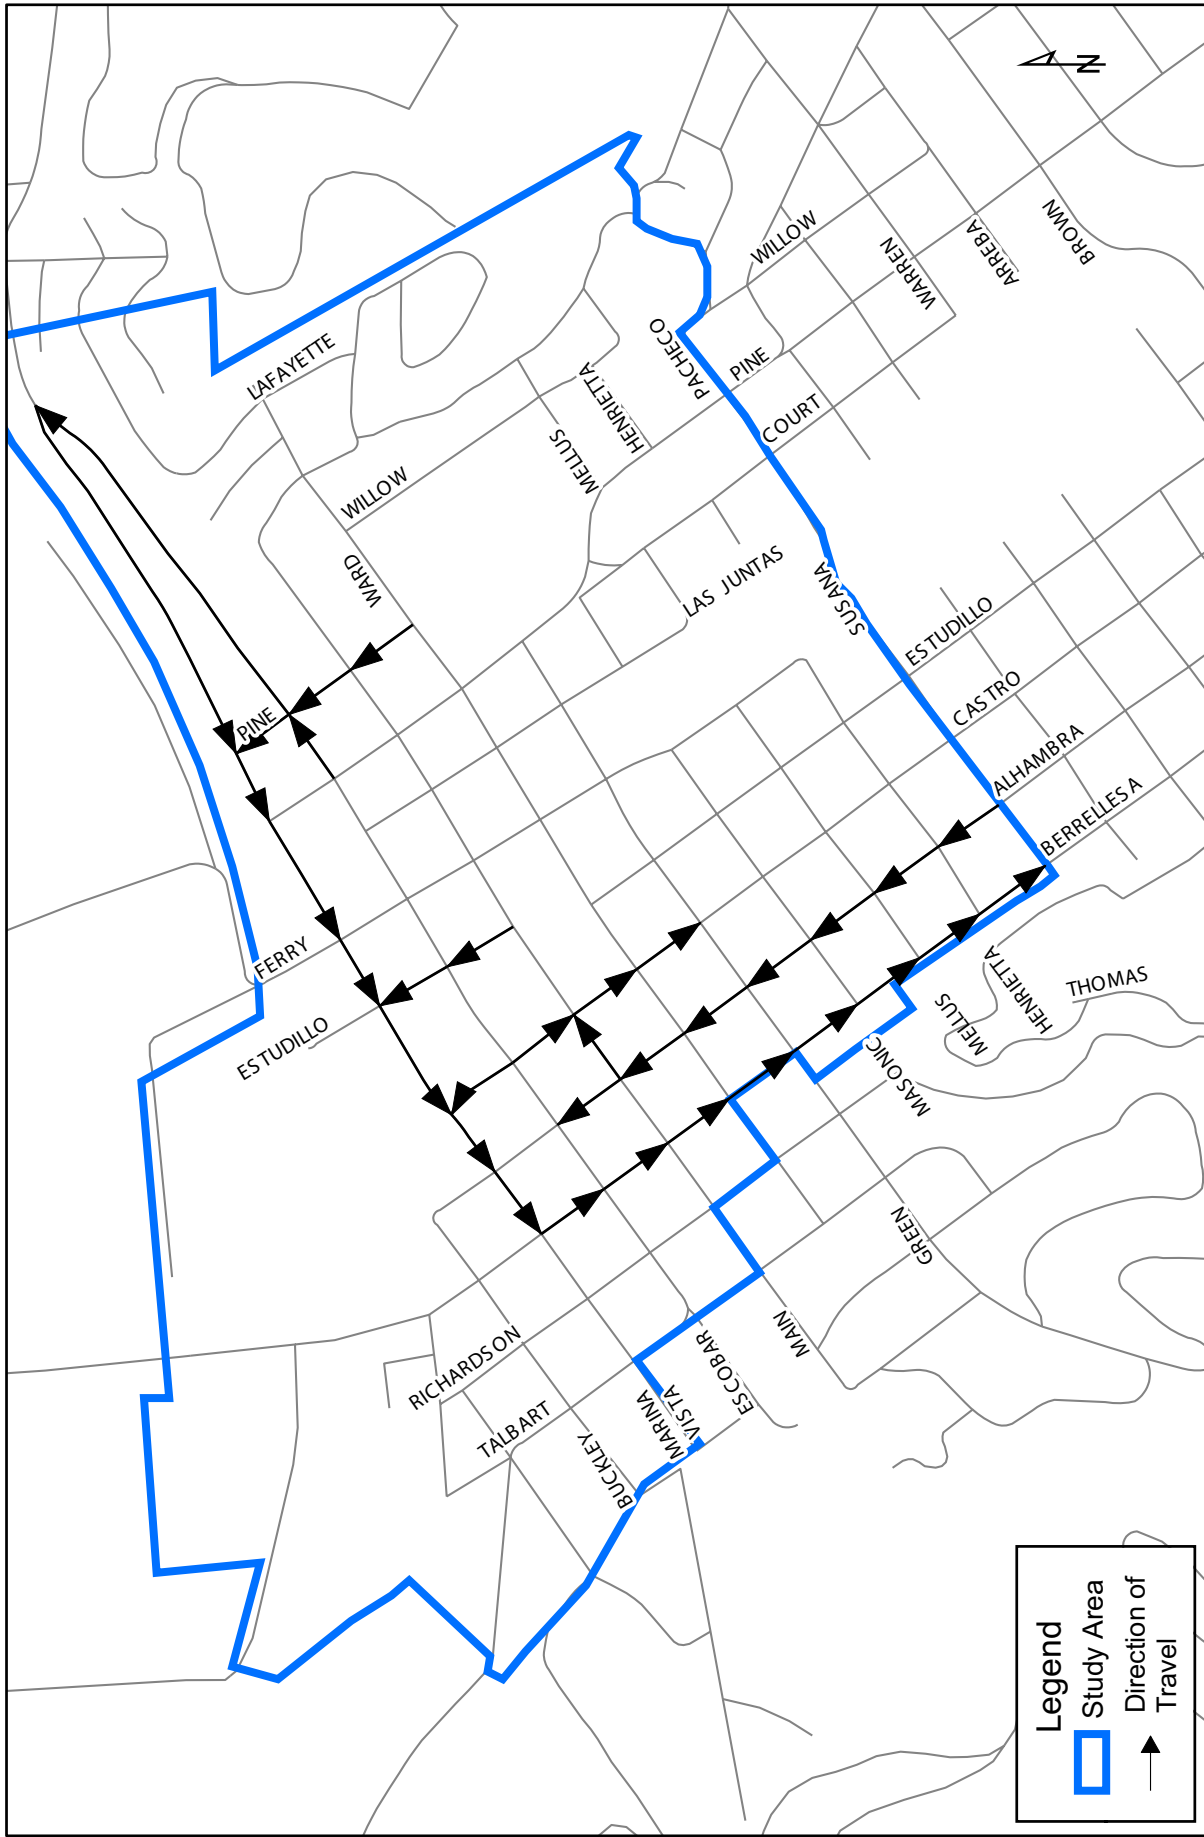 N
LAFAYETTE
WILLOW
WARREN
ARREBA
BROWN
PACHECO
PINE
COURT
HENRIETTA
MELLUS
WILLOW
WARD
LAS JUNTAS
SUSANA
ESTUDILLO
CASTRO
ALHAMBRA
BERRELLESA
PINE
FERRY
ESTUDILLO
THOMAS
HENRIETTA
MELLUS
MASONIC
GREEN
MAIN
ESCOBAR
MARINA
VISTA
RICHARDSON
TALBART
BUCKLEY
Legend
Study Area
Direction of
Travel